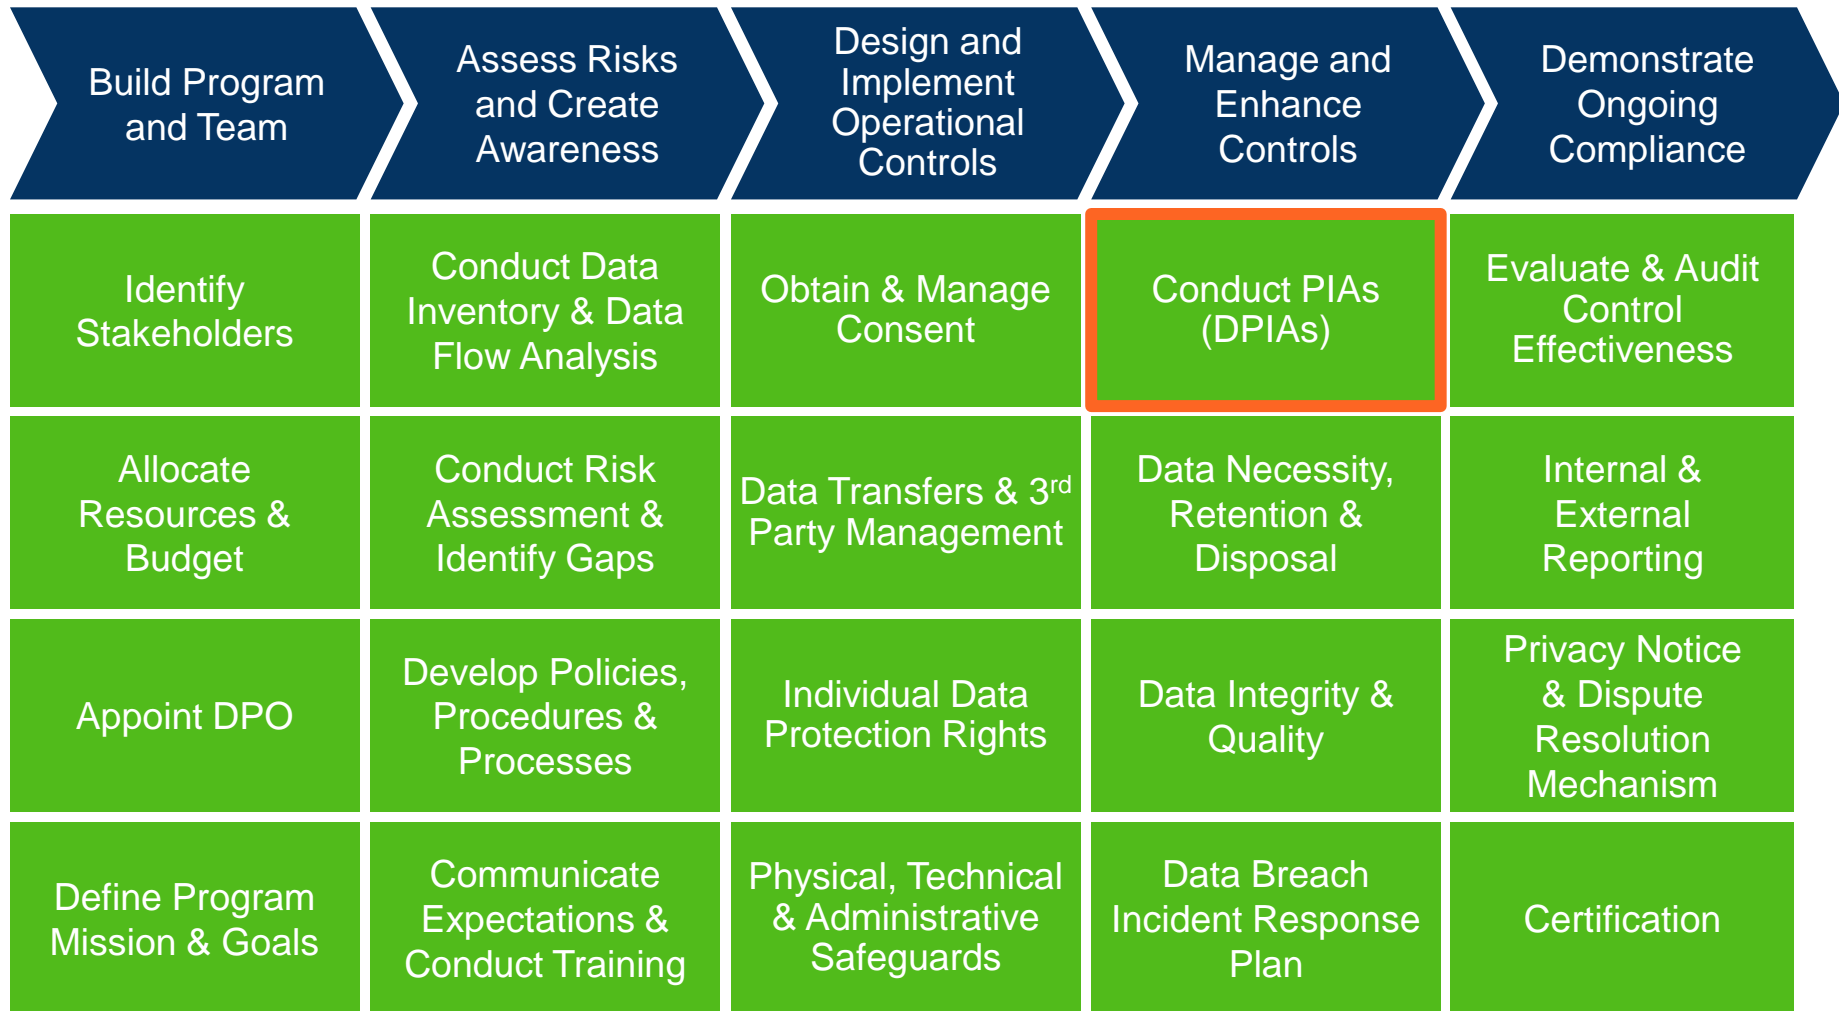 Build Program
and Team
Assess Risks
and Create
Awareness
Design and
Implement
Operational
Controls
Manage and
Enhance
Controls
Demonstrate
Ongoing
Compliance
Identify
Stakeholders
Conduct Data
Inventory & Data
Flow Analysis
Obtain & Manage
Consent
Conduct PIAs
(DPIAs)
Evaluate & Audit
Control
Effectiveness
Allocate
Resources &
Budget
Conduct Risk
Assessment &
Identify Gaps
Data Transfers & 3rd
Party Management
Data Necessity,
Retention &
Disposal
Internal &
External
Reporting
Appoint DPO
Develop Policies,
Procedures &
Processes
Individual Data
Protection Rights
Data Integrity &
Quality
Privacy Notice
& Dispute
Resolution
Mechanism
Define Program
Mission & Goals
Communicate
Expectations &
Conduct Training
Physical, Technical
& Administrative
Safeguards
Data Breach
Incident Response
Plan
Certification